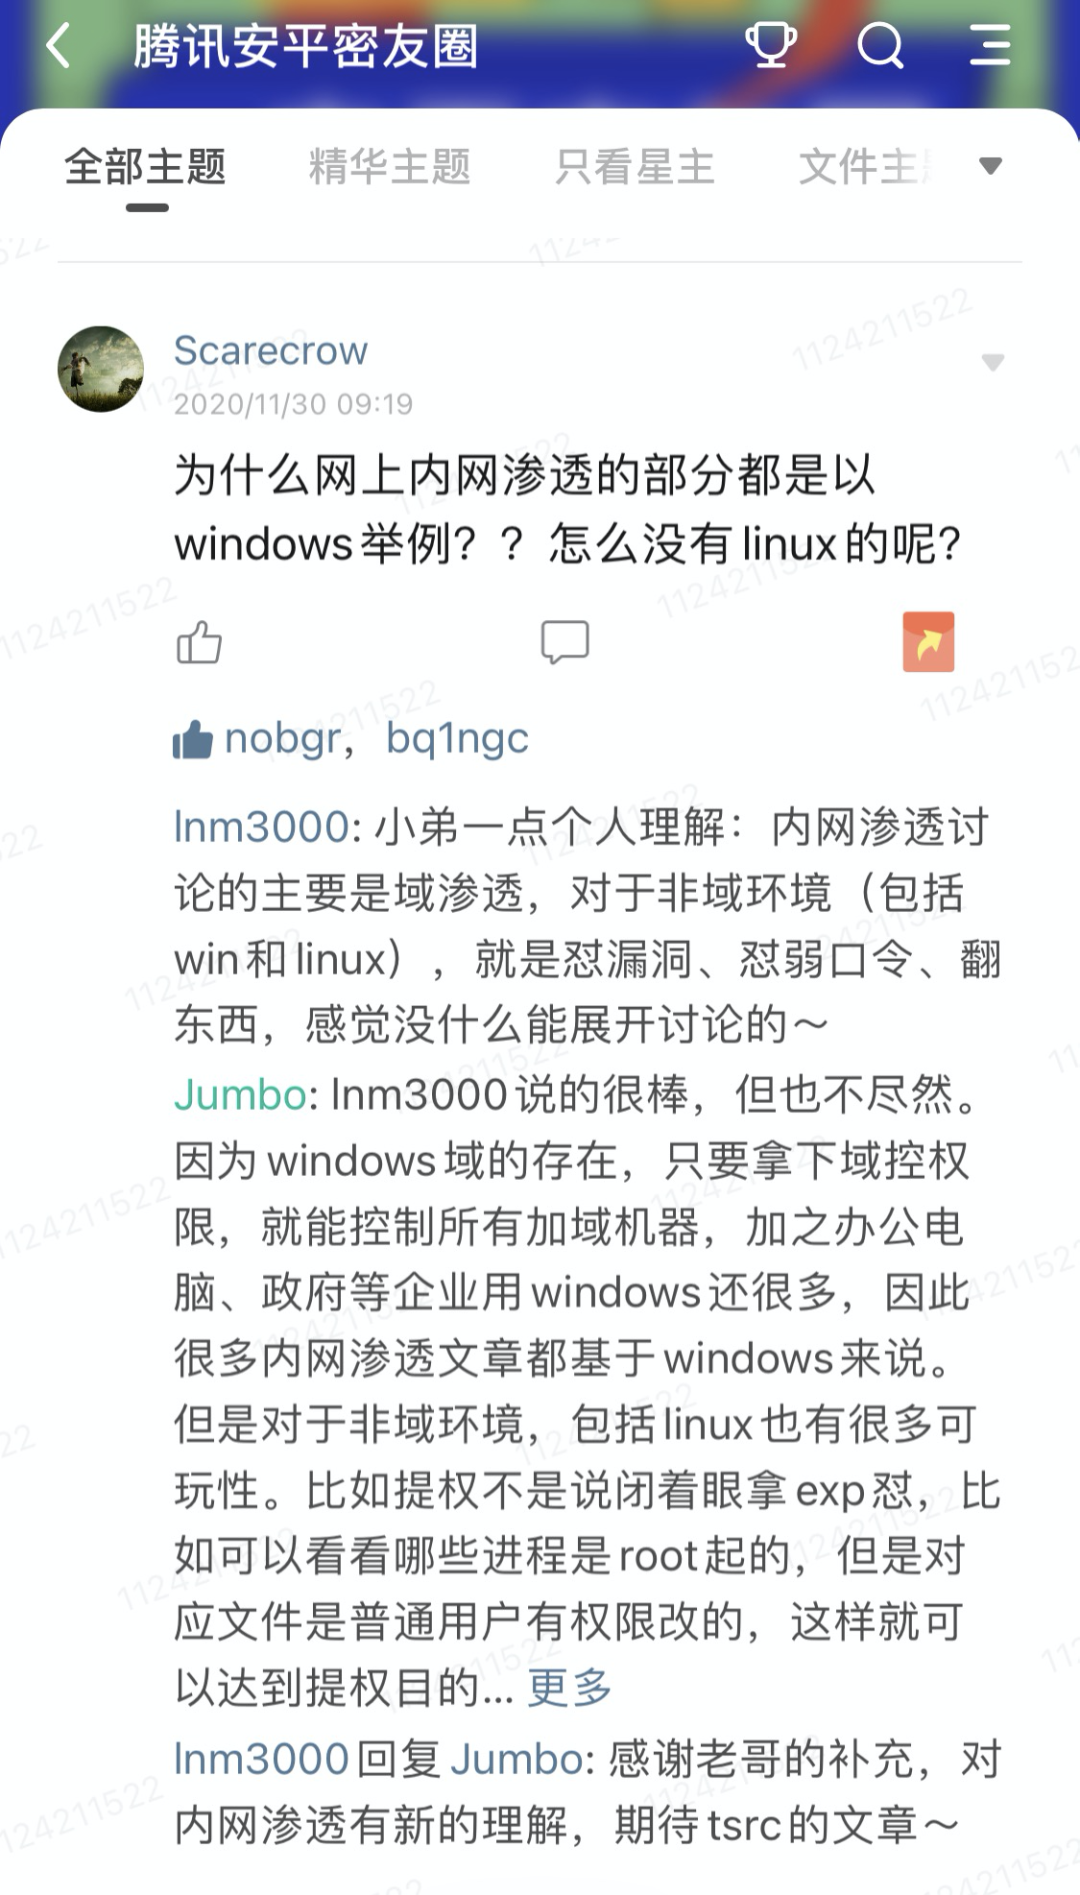 腾讯安平密友圈
全部主题 精华主题 只看星主 文件主
Scarecrow
2020/11/30 09:19
为什么网上内网渗透的部分都是以
windows举例？？怎么没有linux的呢？
nobgr，bq1ngc
lnm3000: 小弟一点个人理解：内网渗透讨
论的主要是域渗透，对于非域环境（包括
win和linux），就是怼漏洞、怼弱口令、翻
东西，感觉没什么能展开讨论的～
Jumbo: lnm3000说的很棒，但也不尽然。
因为windows域的存在，只要拿下域控权
限，就能控制所有加域机器，加之办公电
脑、政府等企业用windows还很多，因此
很多内网渗透文章都基于windows来说。
但是对于非域环境，包括linux也有很多可
玩性。比如提权不是说闭着眼拿exp怼，比
如可以看看哪些进程是root起的，但是对
应文件是普通用户有权限改的，这样就可
以达到提权目的... 更多
lnm3000回复Jumbo: 感谢老哥的补充，对
内网渗透有新的理解，期待tsrc的文章～
1124211522